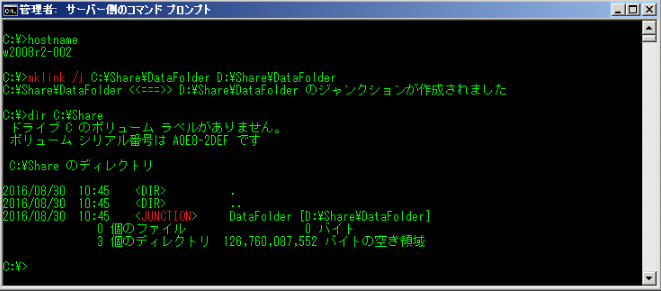 管理者: サーバー側のコマンド プロンプト
C:¥>hostname
w2008r2-002
C:¥>mklink /j C:¥Share¥DataFolder D:¥Share¥DataFolder
C:¥Share¥DataFolder <<===>> D:¥Share¥DataFolder のジャンクションが作成されました
C:¥>dir C:¥Share
ドライブ C のボリューム ラベルがありません。
ボリューム シリアル番号は A0E8-2DEF です
C:¥Share のディレクトリ
2016/08/30 10:45 <DIR> .
2016/08/30 10:45 <DIR> ..
2016/08/30 10:45 <JUNCTION> DataFolder [D:¥Share¥DataFolder]
0 個のファイル 0 バイト
3 個のディレクトリ 126,760,087,552 バイトの空き領域
C:¥>